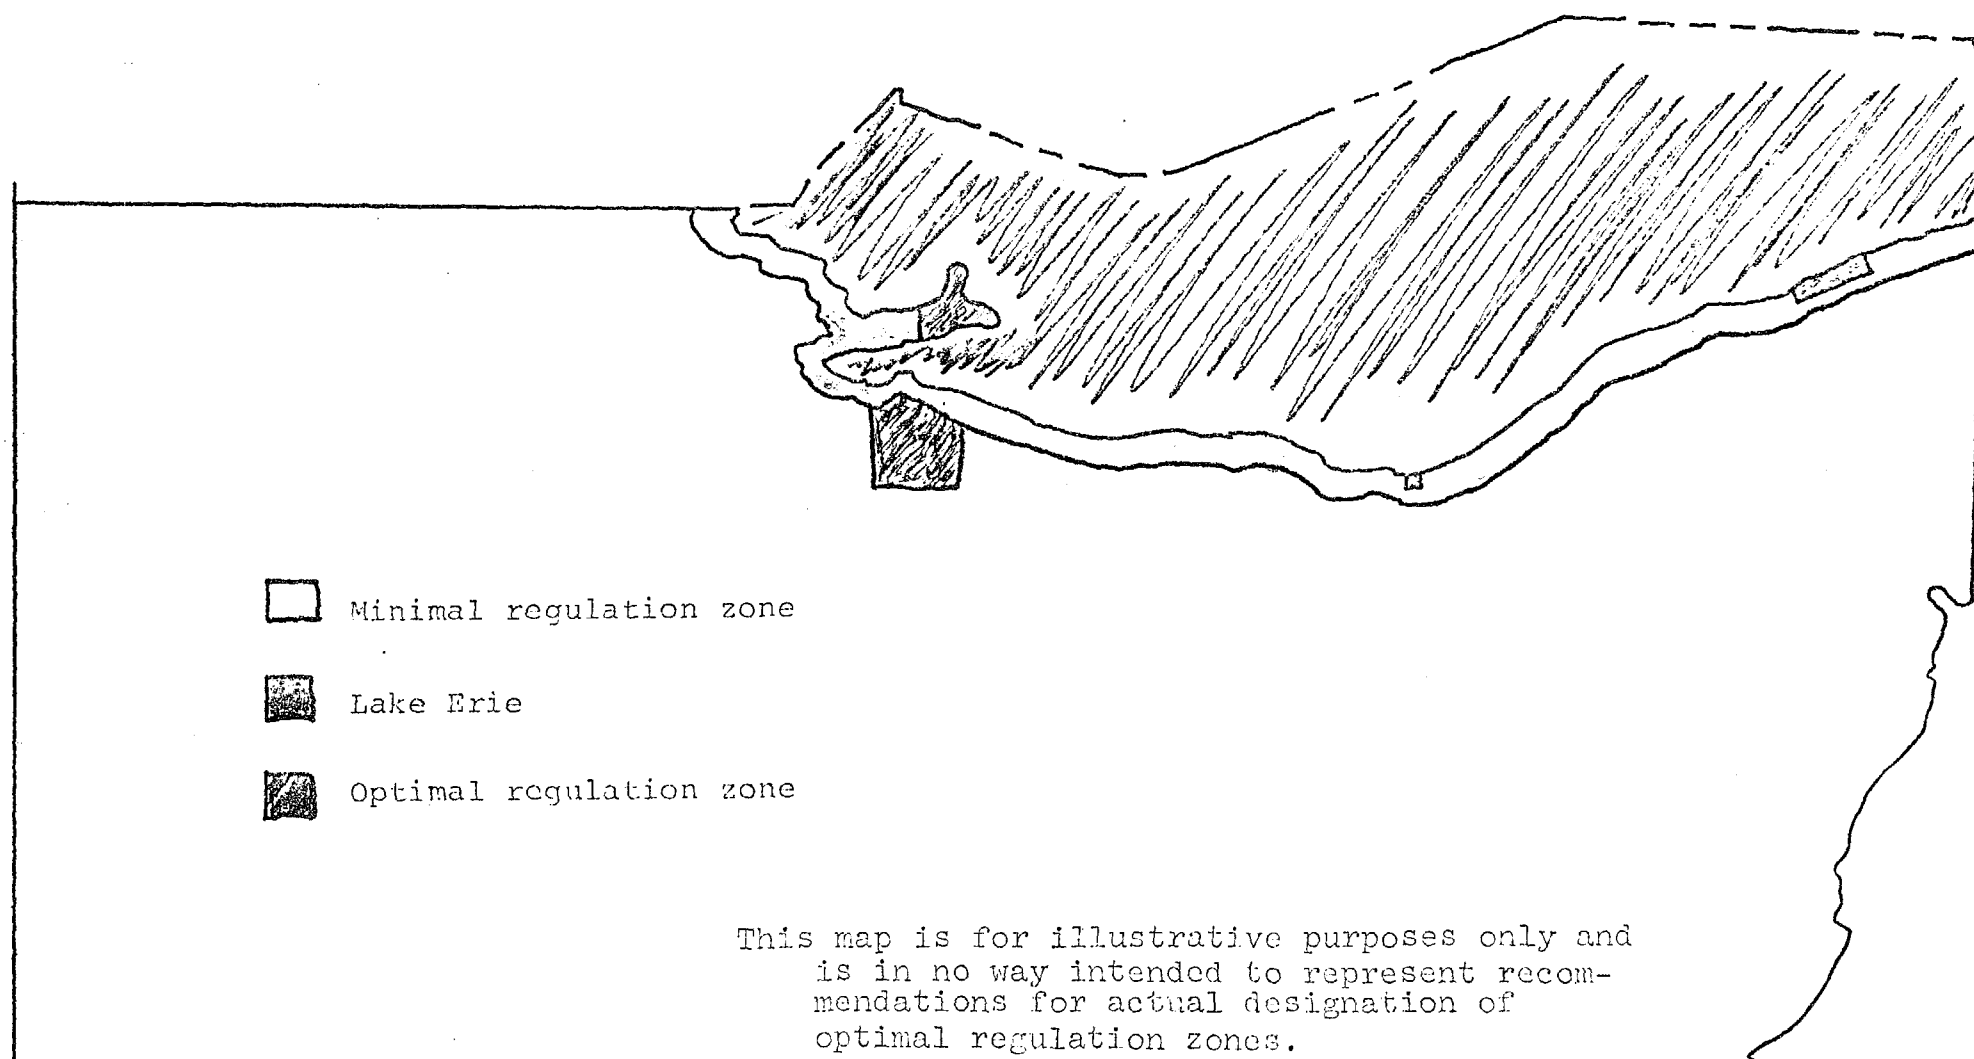 Minimal regulation zone
Lake Erie
Optimal regulation zone
This map is for illustrative purposes only and
is in no way intended to represent recom-
mendations for actual designation of
optimal regulation zones.